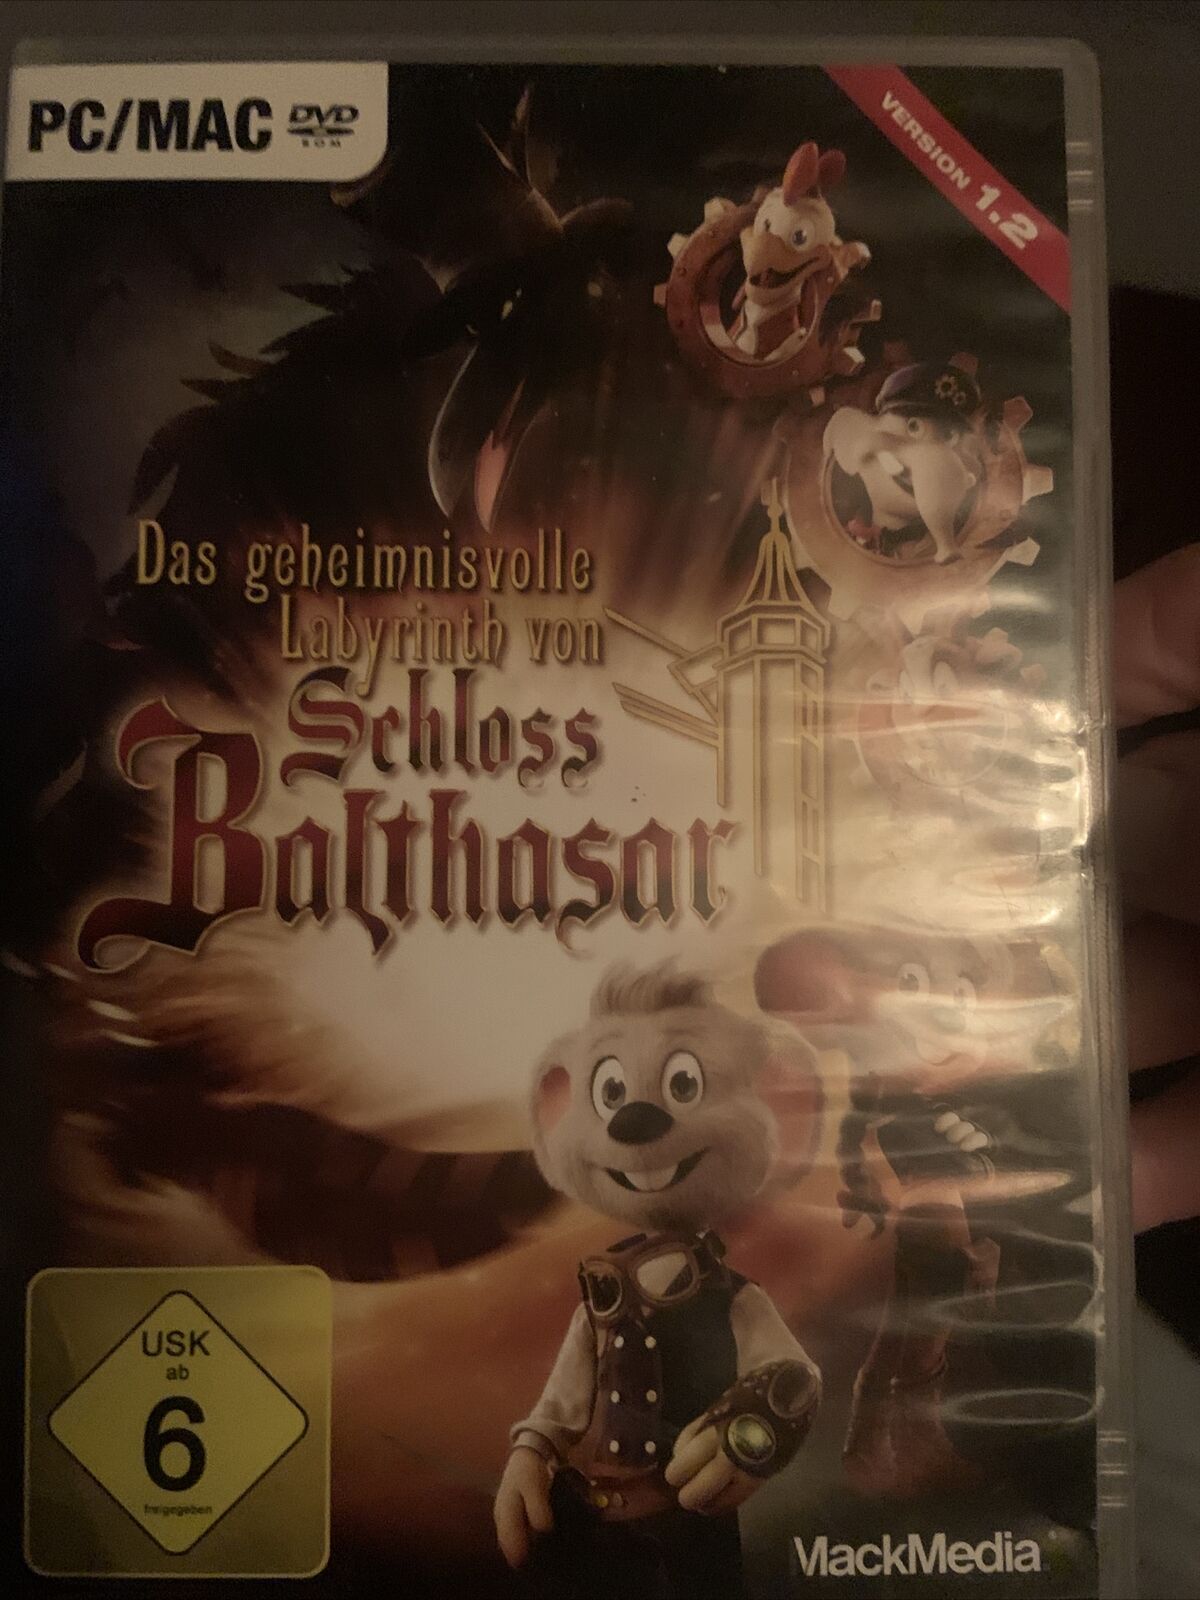 PC/MAC DVD
ROM
VERSION 1.2
Das geheimnisvolle
Labyrinth von
Schloss
Balthasar
USK
ab
6
freigegeben
MackMedia